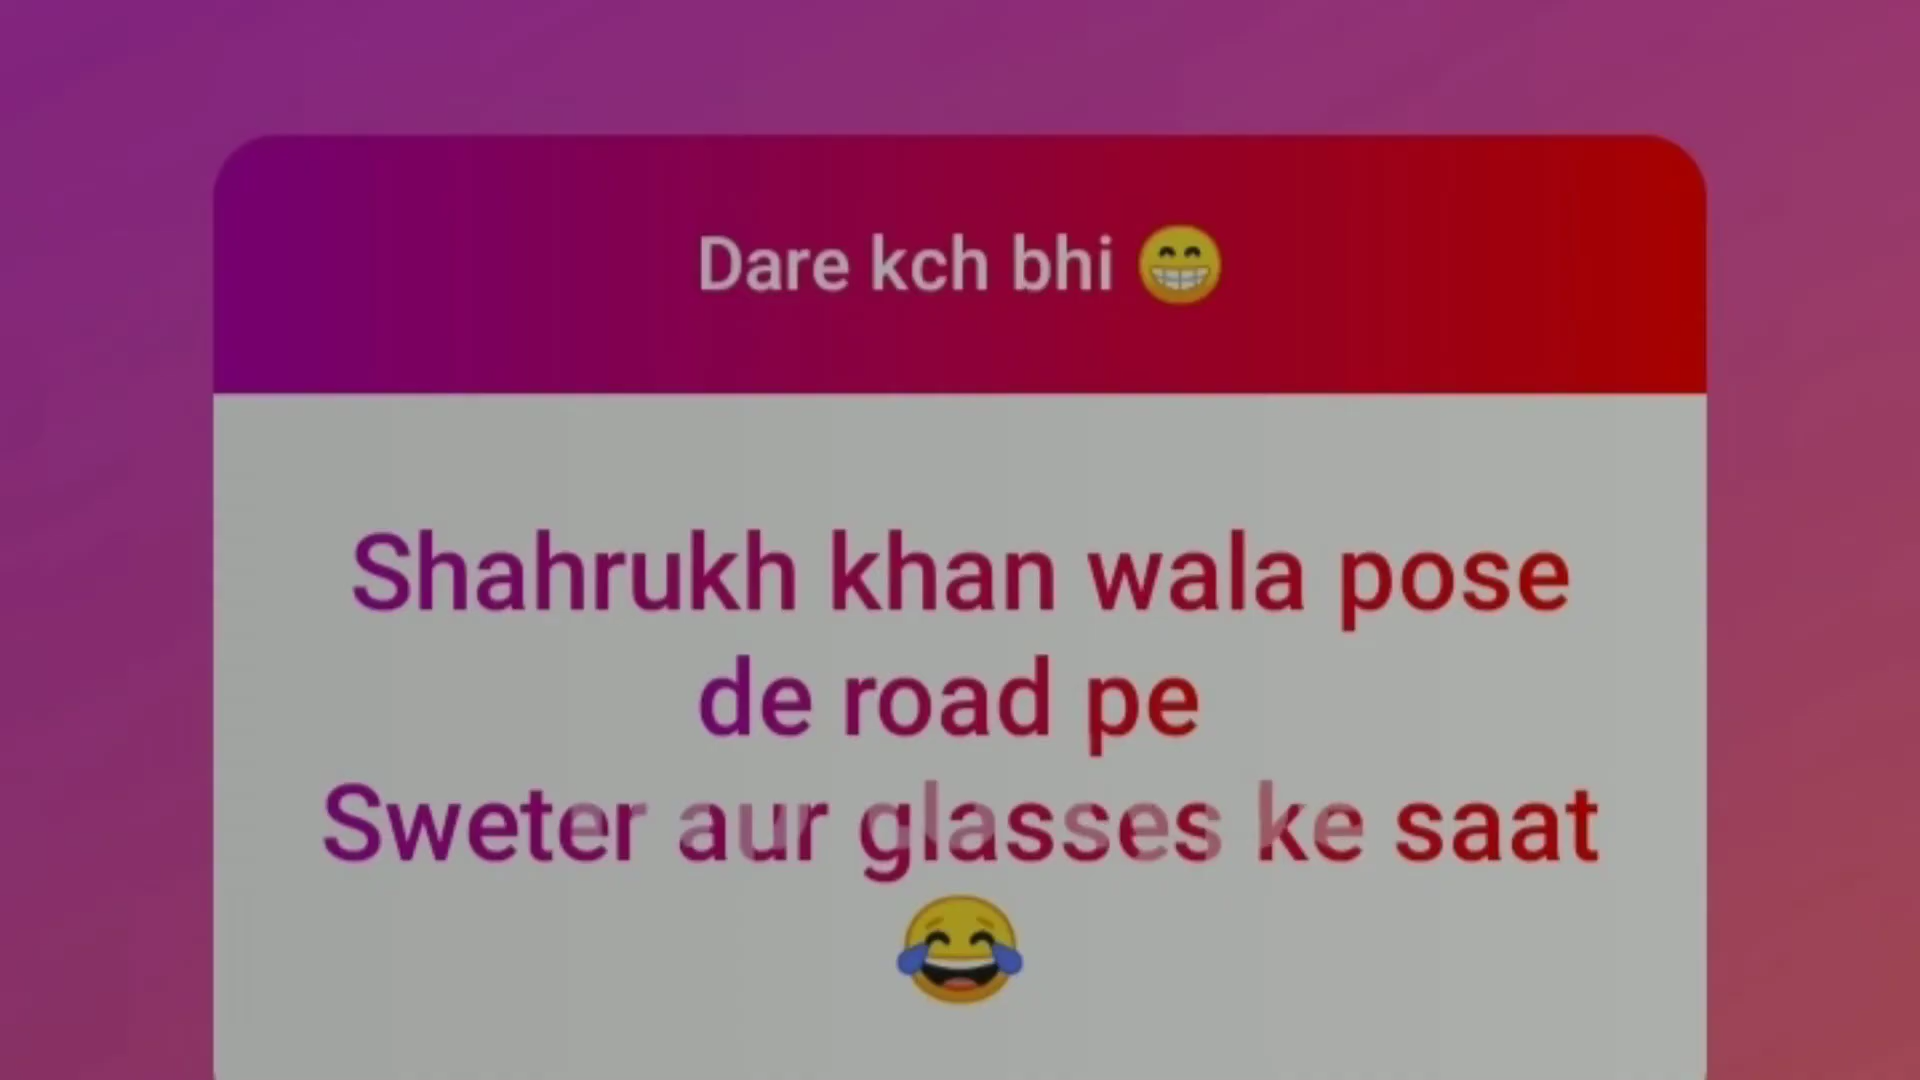 Dare kch bhi 😁
Shahrukh khan wala pose
de road pe
Sweter aur glasses ke saat
😂